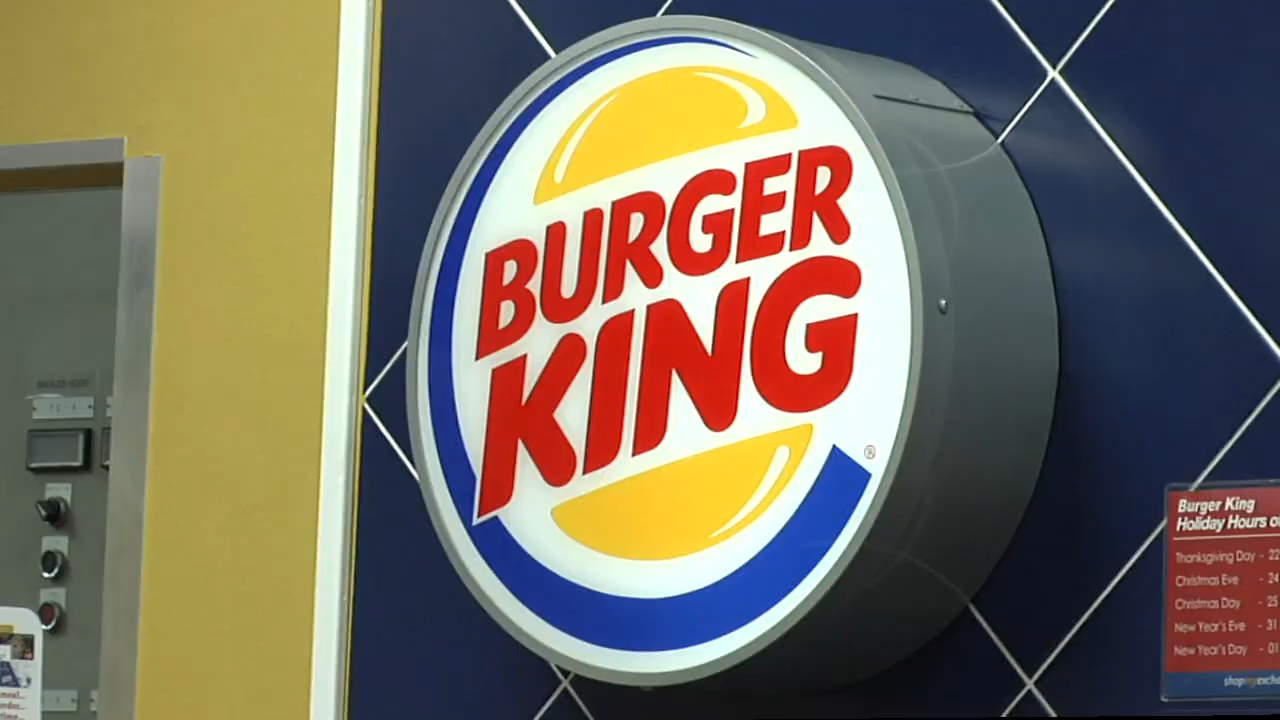 BURGER
KING
®
Burger King
Holiday Hours
Thanksgiving Day - 22
Christmas Eve - 24
Christmas Day - 25
New Year's Eve - 31
New Year's Day - 01
shopmyexcha